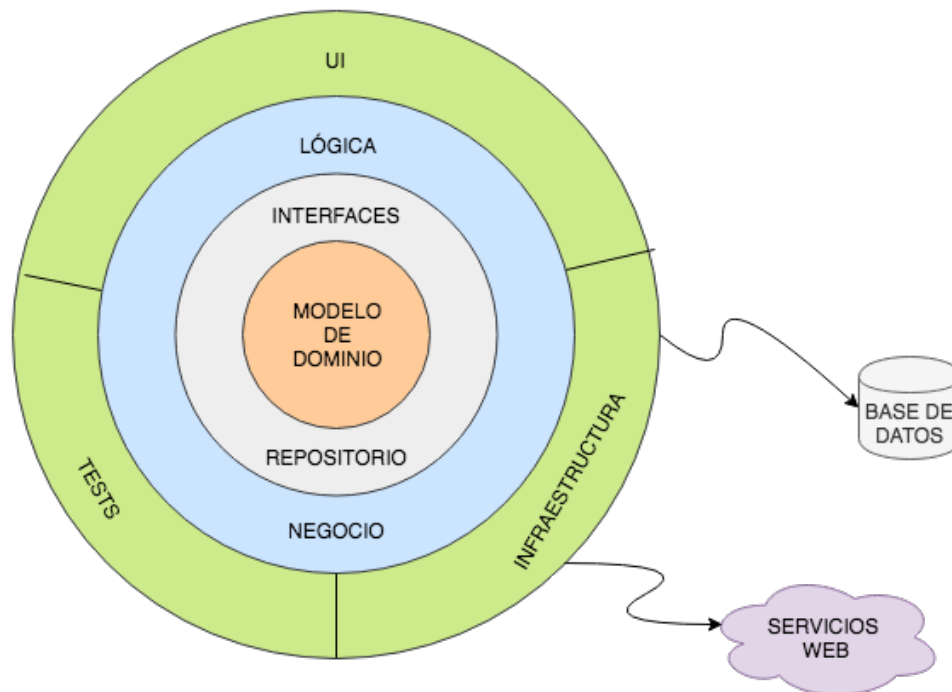 UI
LÓGICA
INTERFACES
MODELO
DE
DOMINIO
REPOSITORIO
NEGOCIO
TESTS
INFRAESTRUCTURA
BASE DE
DATOS
SERVICIOS
WEB